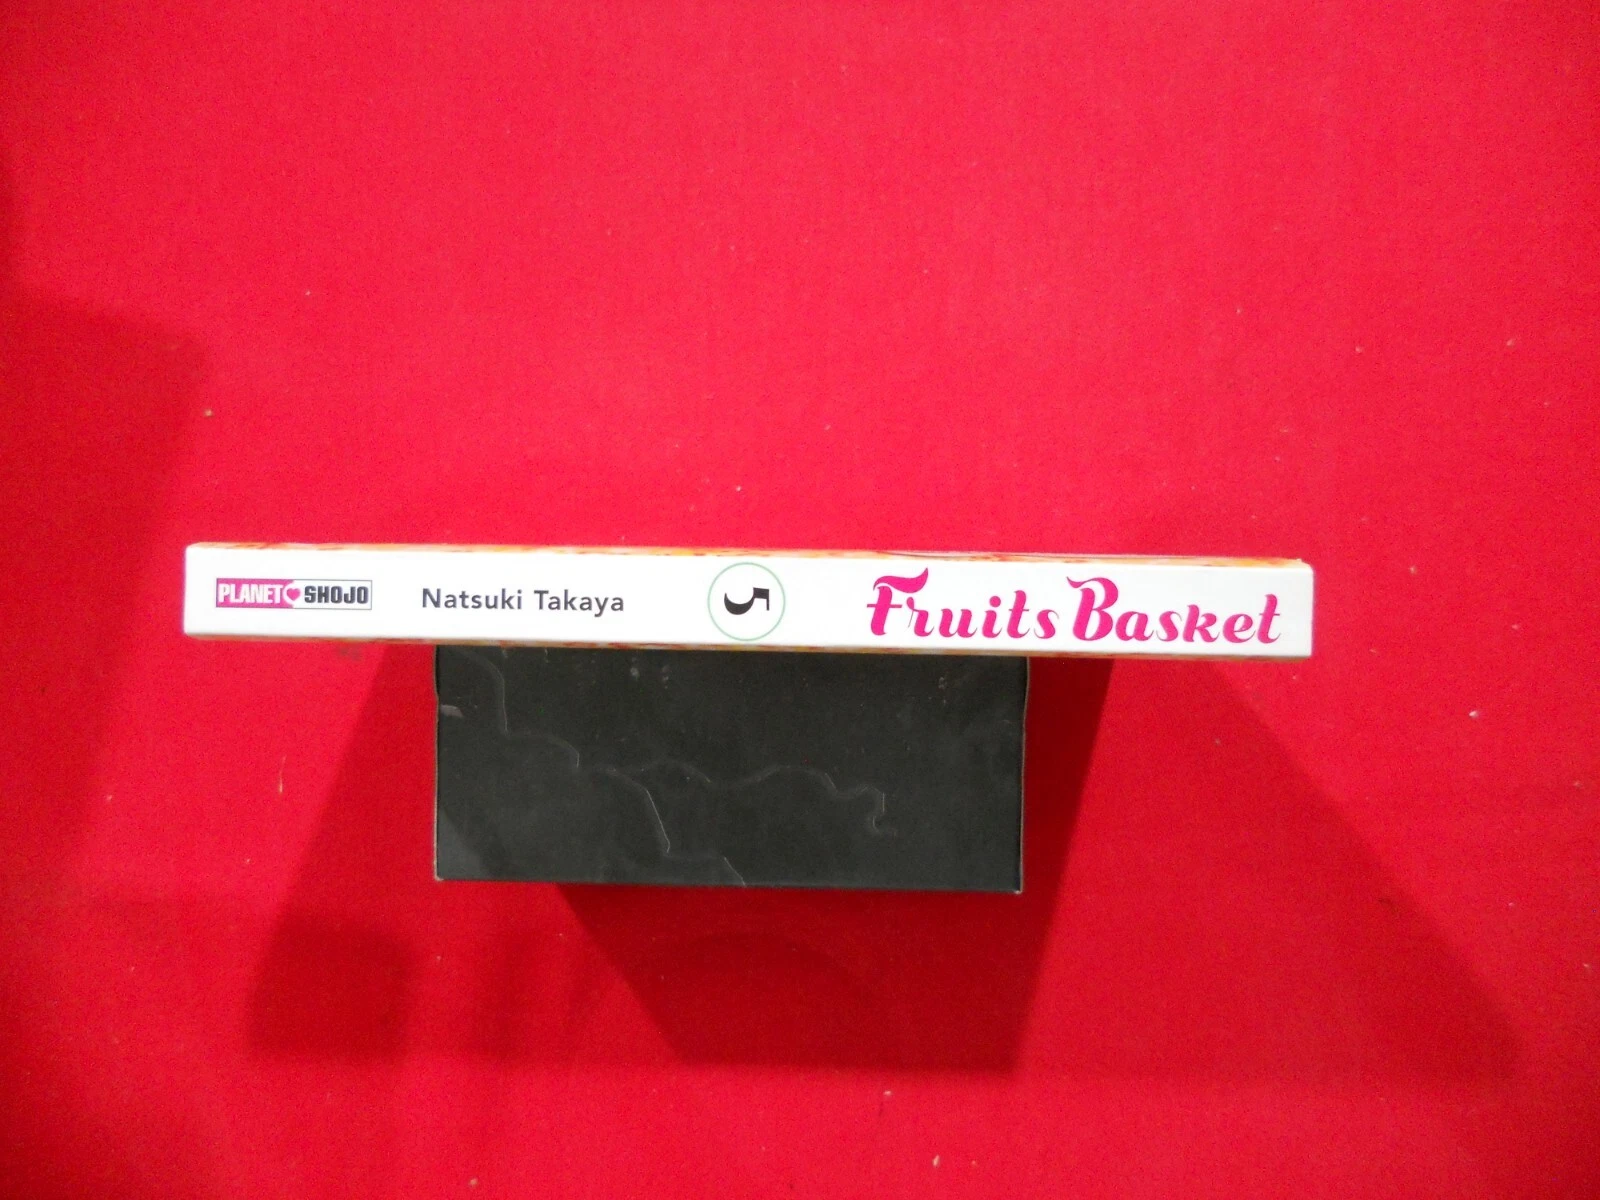 PLANET SHOJO
Natsuki Takaya
5
Fruits Basket